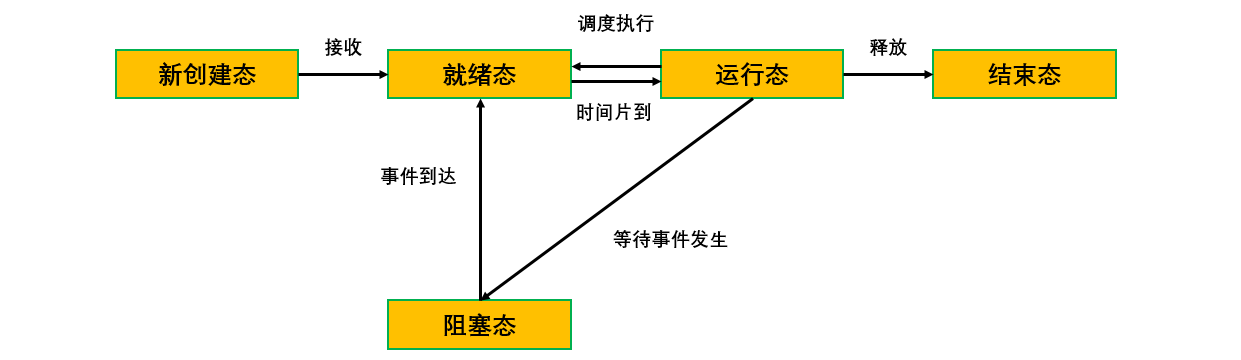 调度执行
接收
释放
新创建态
就绪态
运行态
结束态
时间片到
事件到达
等待事件发生
阻塞态